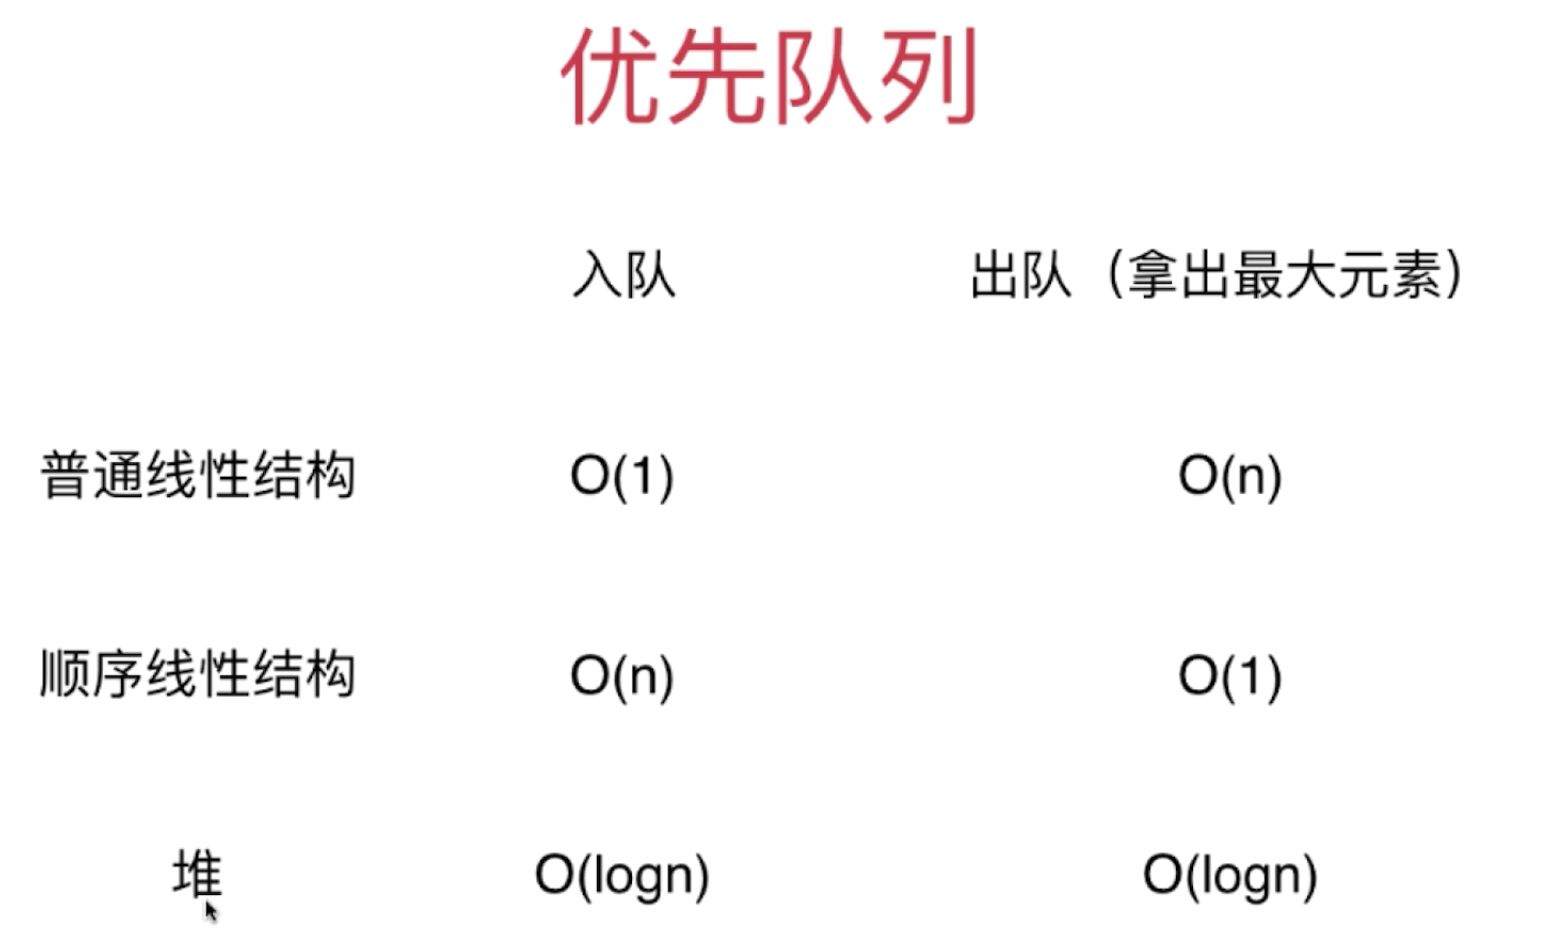 优先队列
入队 出队（拿出最大元素）
普通线性结构 O(1) O(n)
顺序线性结构 O(n) O(1)
堆 O(logn) O(logn)